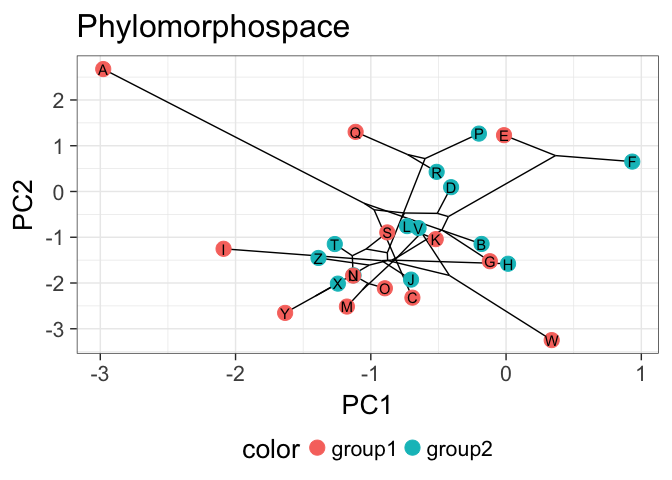 Phylomorphospace
A
Q
P
E
F
R
D
L
V
S
K
B
T
I
Z
G
H
N
J
X
O
C
M
Y
W
2
1
0
-1
-2
-3
PC2
-3
-2
-1
0
1
PC1
color
group1
group2